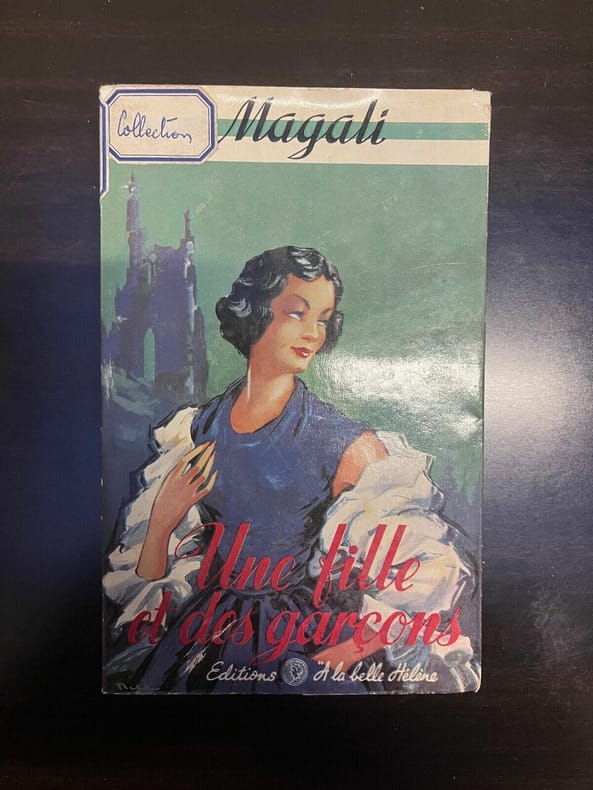 Collection
Magali
Une fille
et des garçons
Editions "A la belle Hélène